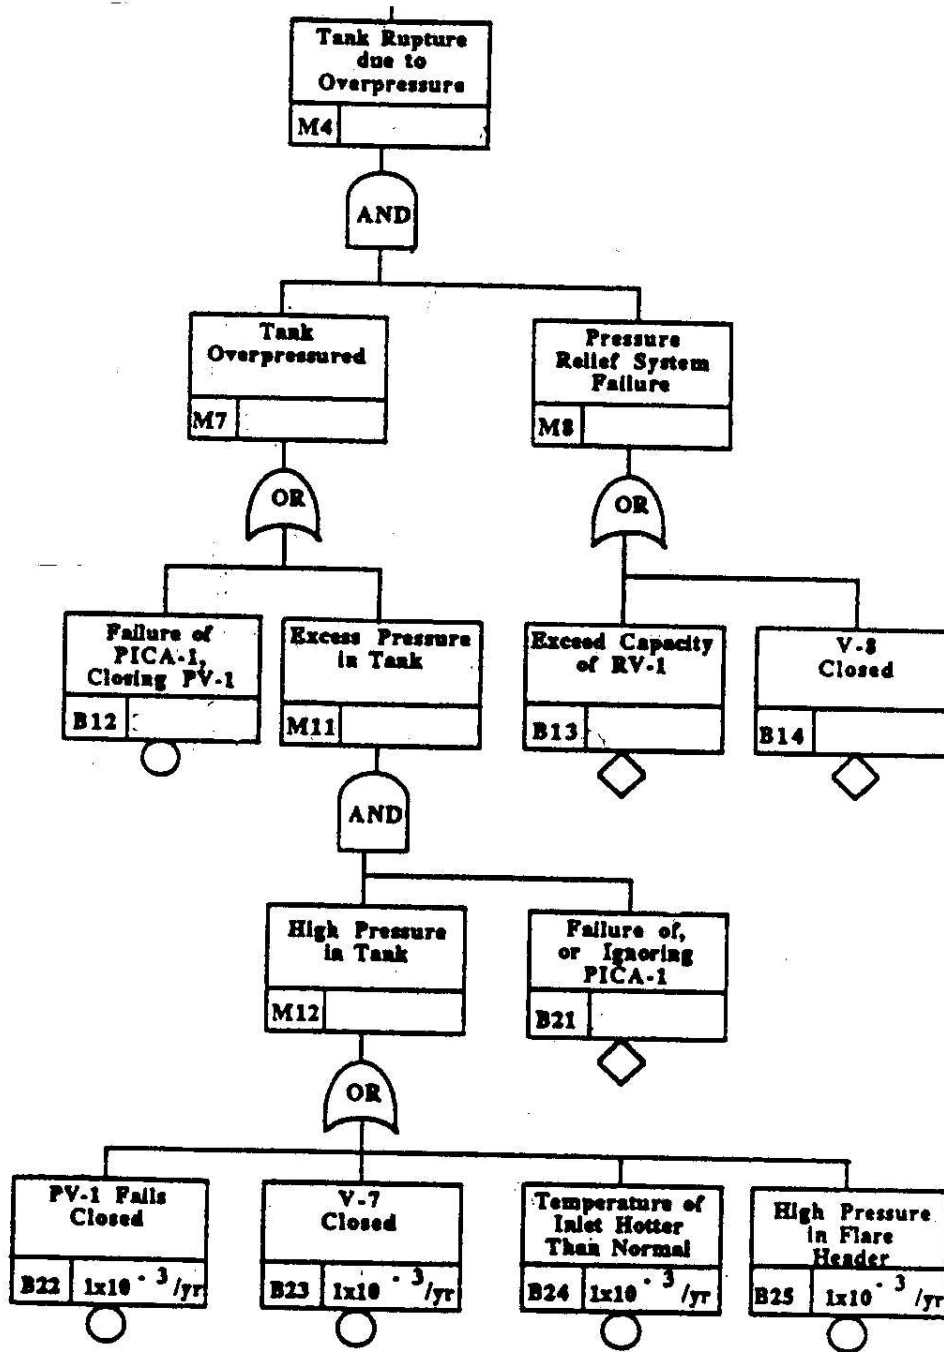 Tank Rupture
due to
Overpressure
M4
AND
Tank
Overpressured
M7
Pressure
Relief System
Failure
M8
OR
OR
Failure of
PICA-1,
Closing PV-1
B12
Excess Pressure
in Tank
M11
Exceed Capacity
of RV-1
B13
V-8
Closed
B14
AND
High Pressure
in Tank
M12
Failure of,
or Ignoring
PICA-1
B21
OR
PV-1 Fails
Closed
B22 1x10⁻³/yr
V-7
Closed
B23 1x10⁻³/yr
Temperature of
Inlet Hotter
Than Normal
B24 1x10⁻³/yr
High Pressure
in Flare
Header
B25 1x10⁻³/yr